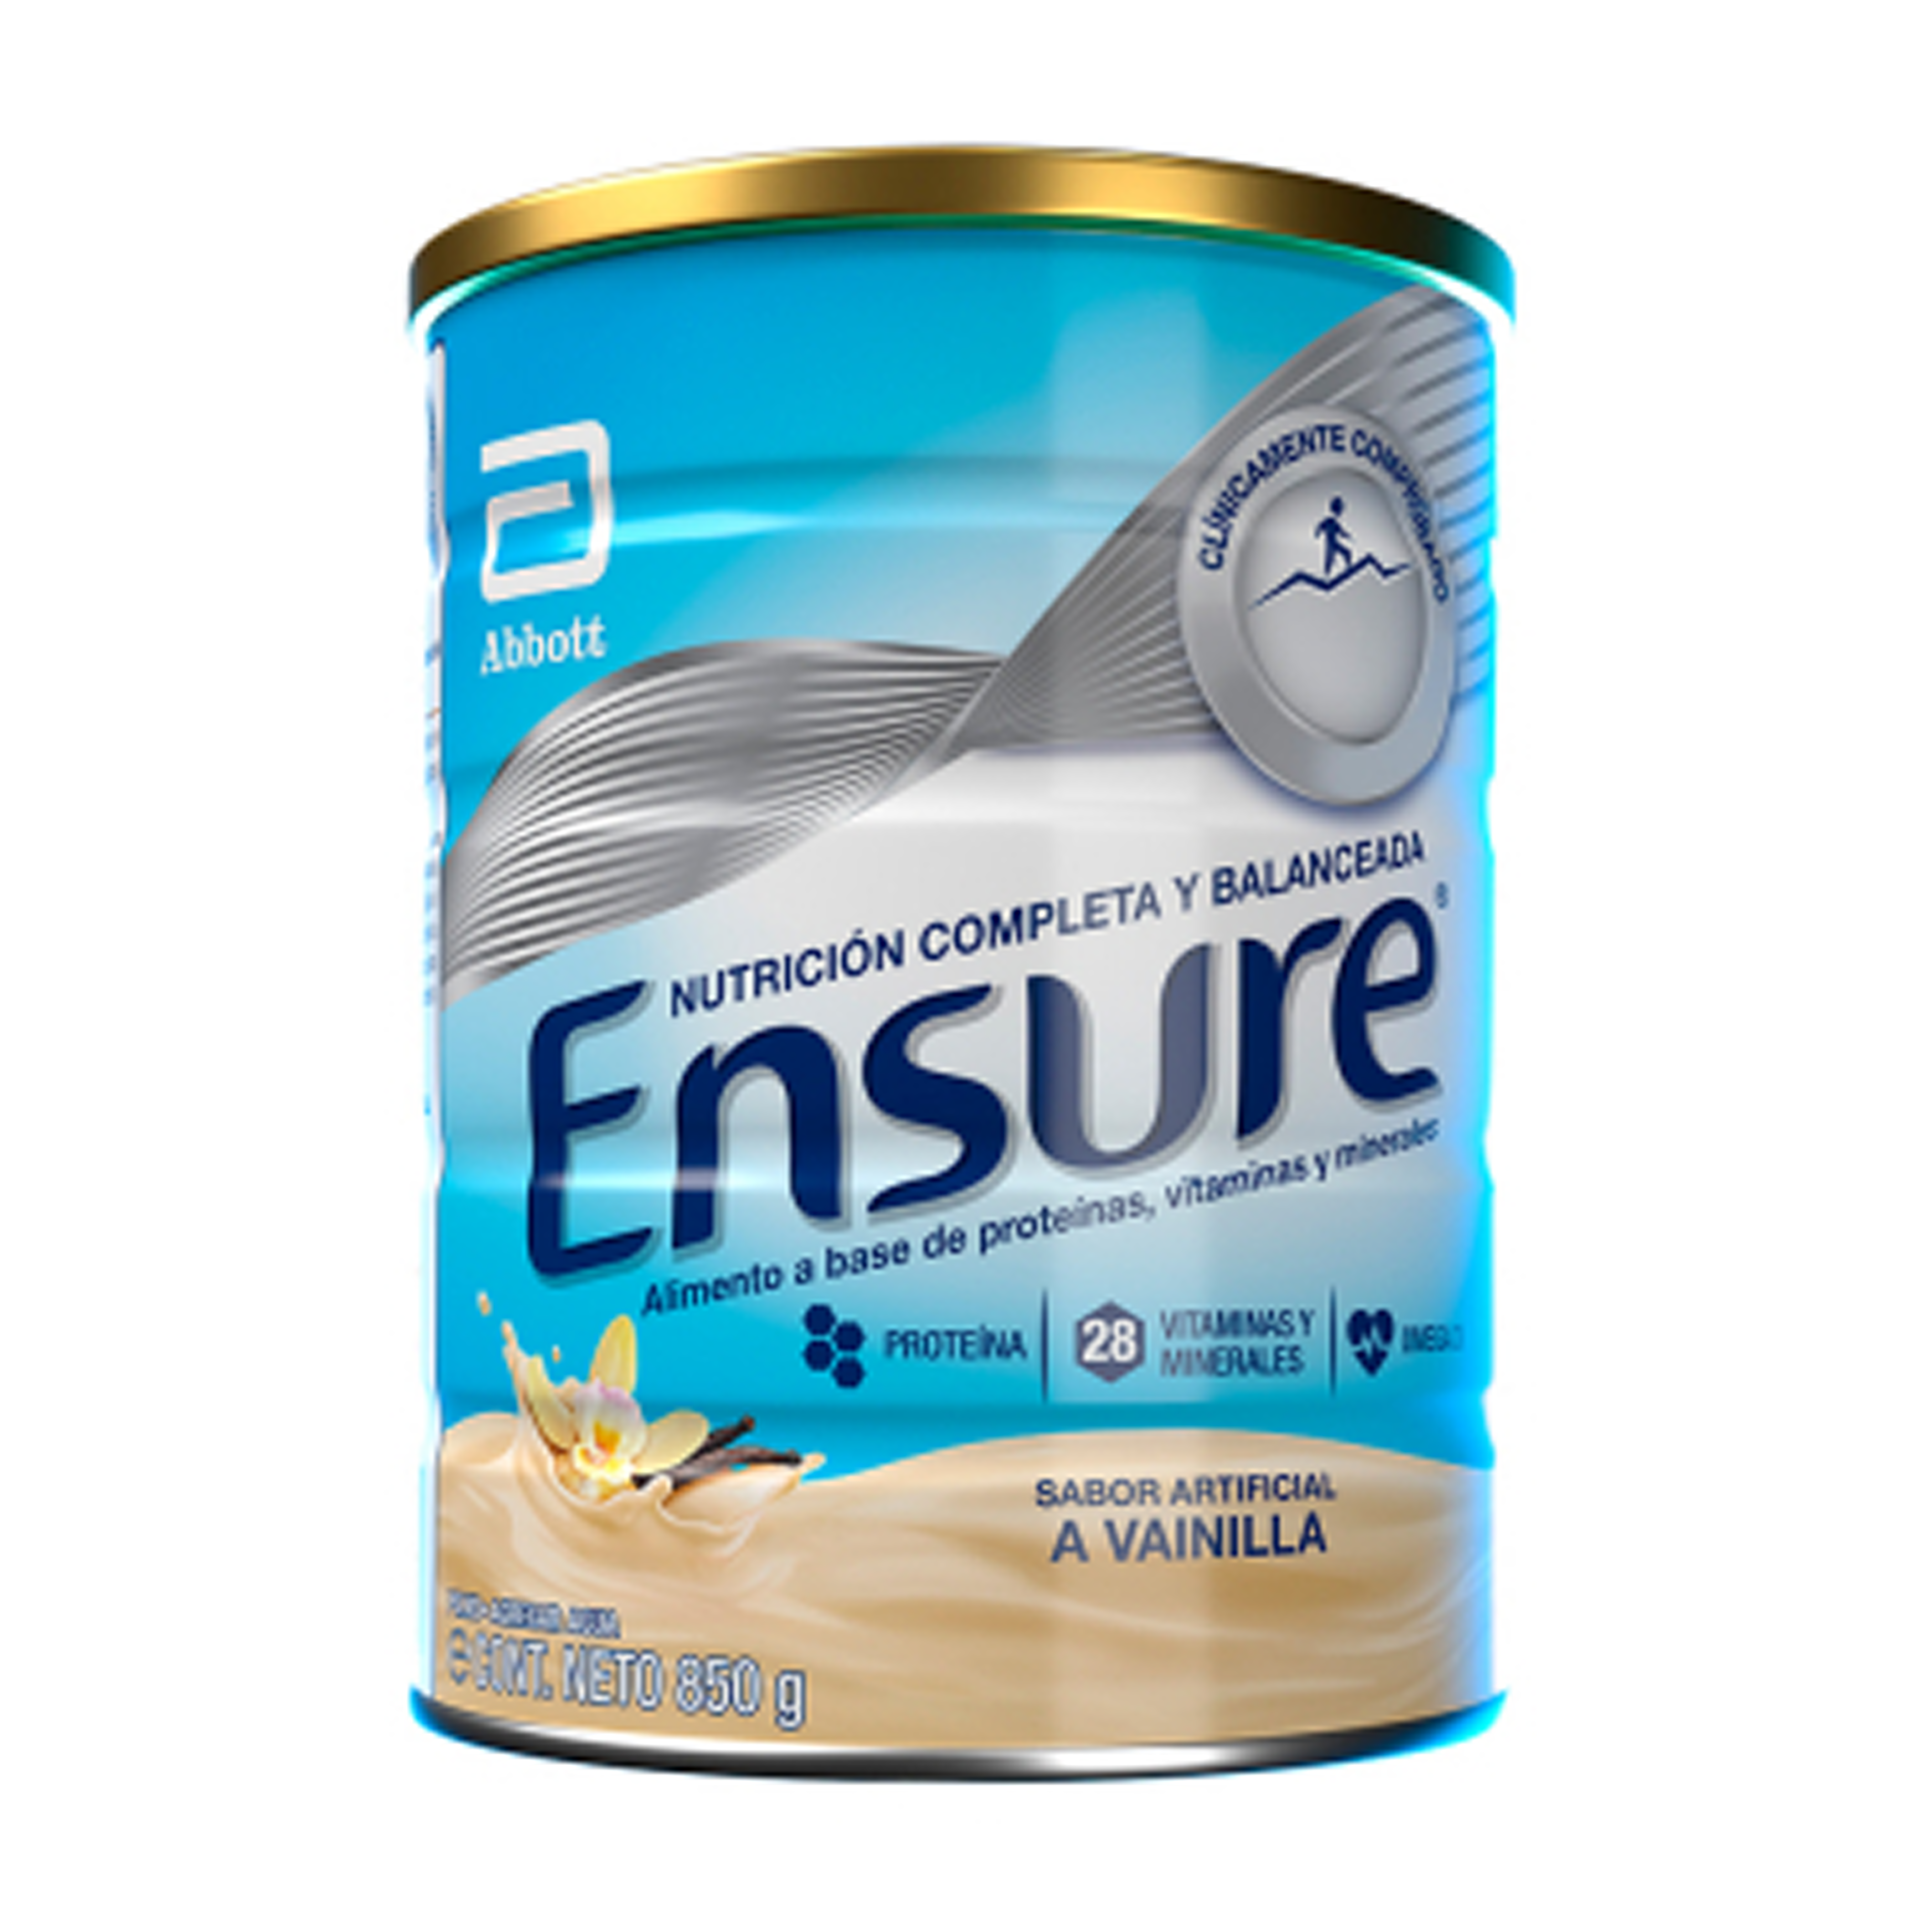 Abbott
CLÍNICAMENTE COMPROBADO
NUTRICIÓN COMPLETA Y BALANCEADA
Ensure®
Alimento a base de proteínas, vitaminas y minerales
PROTEÍNA
28 VITAMINAS Y
MINERALES
SABOR ARTIFICIAL
A VAINILLA
CONT. NETO 850 g